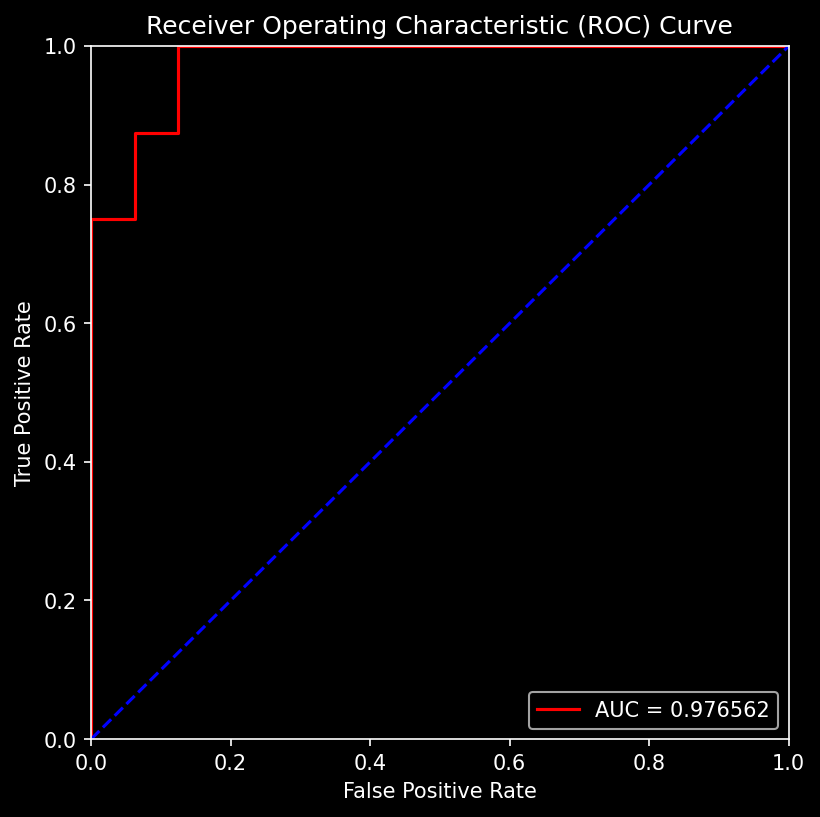 Receiver Operating Characteristic (ROC) Curve
1.0
0.8
0.6
0.4
0.2
0.0
True Positive Rate
AUC = 0.976562
0.0 0.2 0.4 0.6 0.8 1.0
False Positive Rate